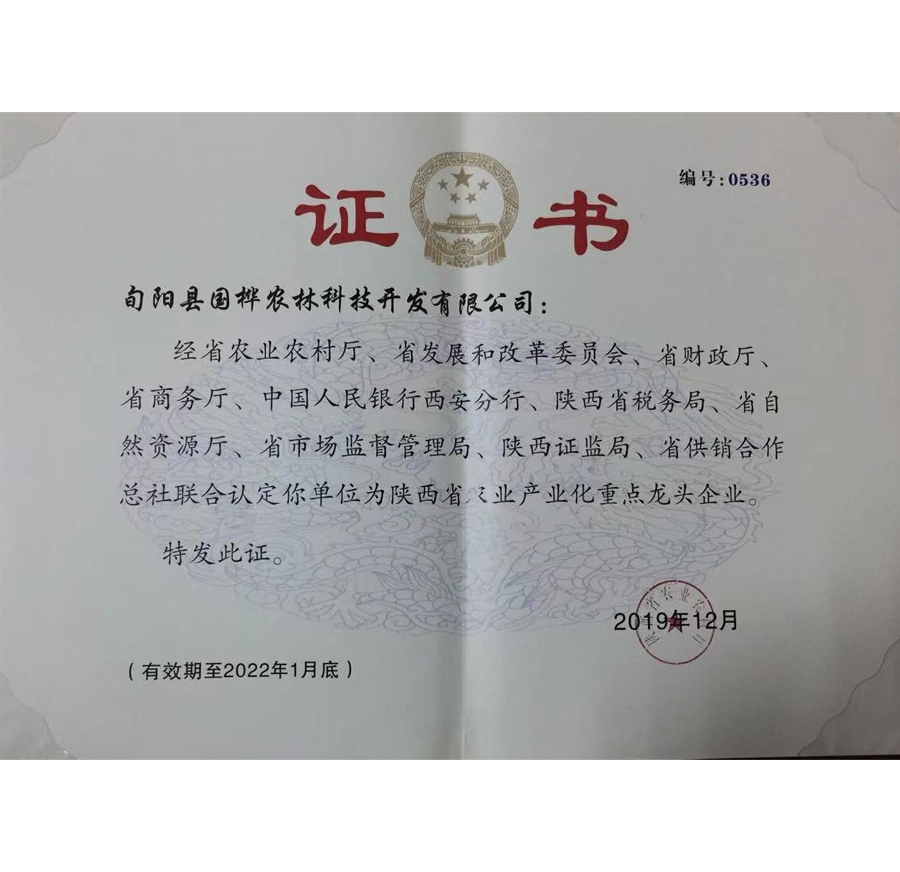 编号:0536
证书
旬阳县国桦农林科技开发有限公司:
经省农业农村厅、省发展和改革委员会、省财政厅、
省商务厅、中国人民银行西安分行、陕西省税务局、省自
然资源厅、省市场监督管理局、陕西证监局、省供销合作
总社联合认定你单位为陕西省农业产业化重点龙头企业。
特发此证。
2019年12月
(有效期至2022年1月底)